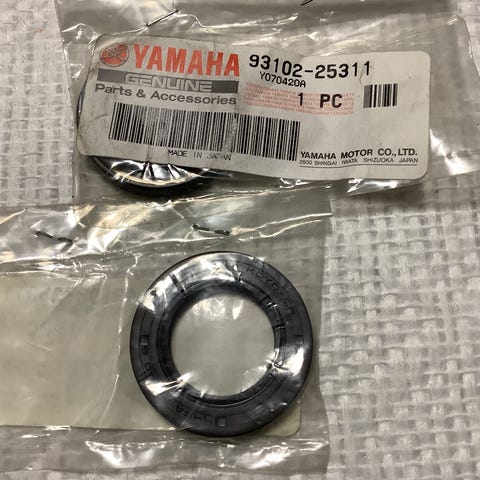 YAMAHA 93102-25311
GENUINE Y070420A
Parts & Accessories 1 PC
MADE IN JAPAN YAMAHA MOTOR CO., LTD.
2500 SHINGAI IWATA SHIZUOKA JAPAN
KOYO